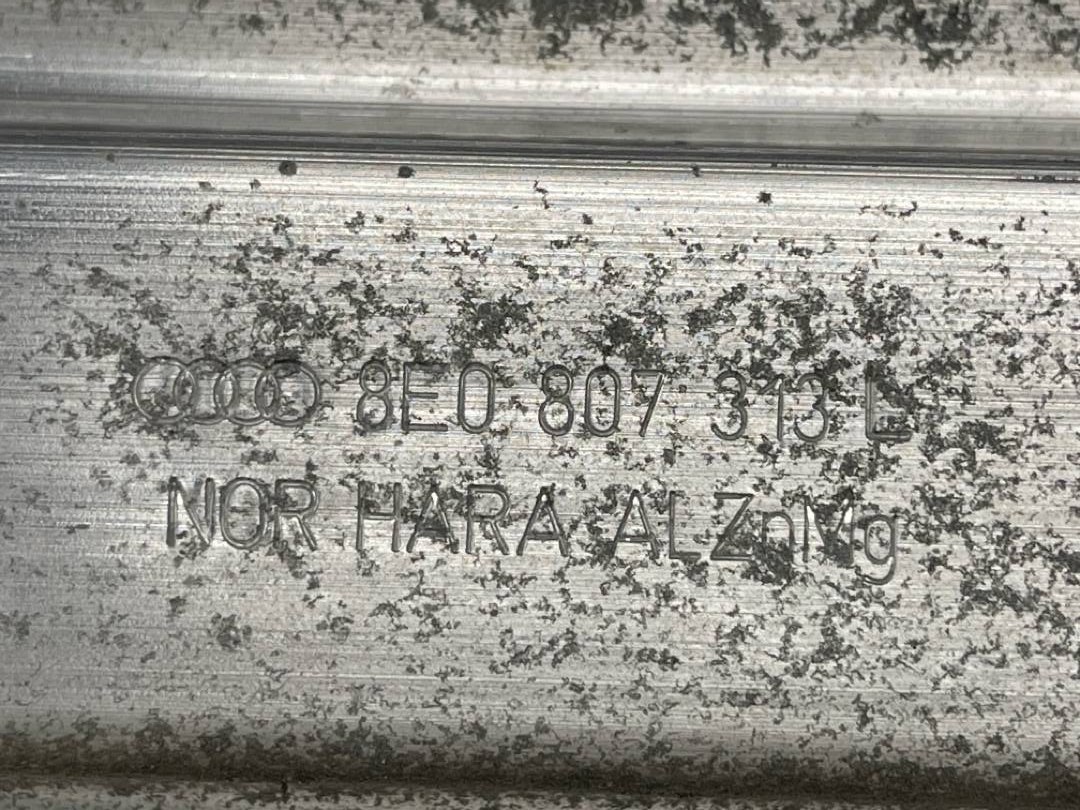 8E0 807 313 L
NOR HARA ALZnMg